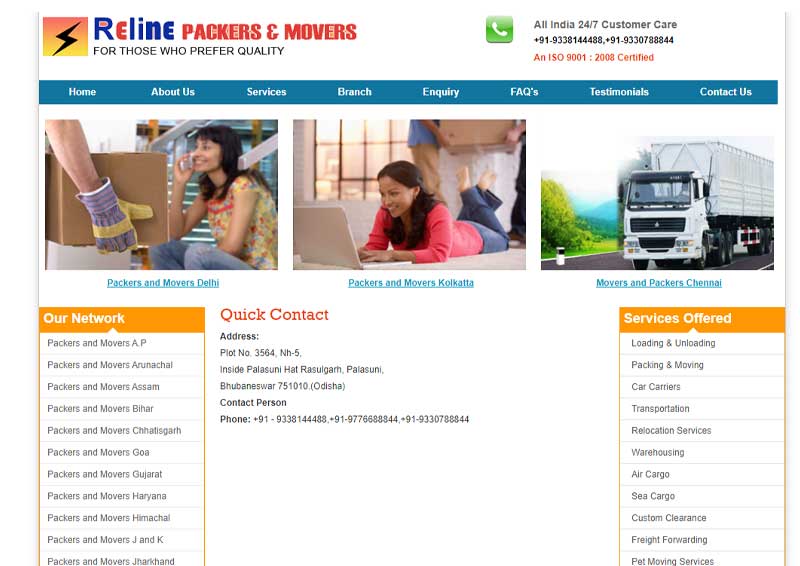 Reline PACKERS & MOVERS
FOR THOSE WHO PREFER QUALITY
All India 24/7 Customer Care
+91-9338144488,+91-9330788844
An ISO 9001 : 2008 Certified
Home About Us Services Branch Enquiry FAQ's Testimonials Contact Us
Packers and Movers Delhi
Packers and Movers Kolkatta
Movers and Packers Chennai
Our Network
Packers and Movers A.P
Packers and Movers Arunachal
Packers and Movers Assam
Packers and Movers Bihar
Packers and Movers Chhatisgarh
Packers and Movers Goa
Packers and Movers Gujarat
Packers and Movers Haryana
Packers and Movers Himachal
Packers and Movers J and K
Packers and Movers Jharkhand
Quick Contact
Address:
Plot No. 3564, Nh-5,
Inside Palasuni Hat Rasulgarh, Palasuni,
Bhubaneswar 751010.(Odisha)
Contact Person
Phone: +91 - 9338144488,+91-9776688844,+91-9330788844
Services Offered
Loading & Unloading
Packing & Moving
Car Carriers
Transportation
Relocation Services
Warehousing
Air Cargo
Sea Cargo
Custom Clearance
Freight Forwarding
Pet Moving Services